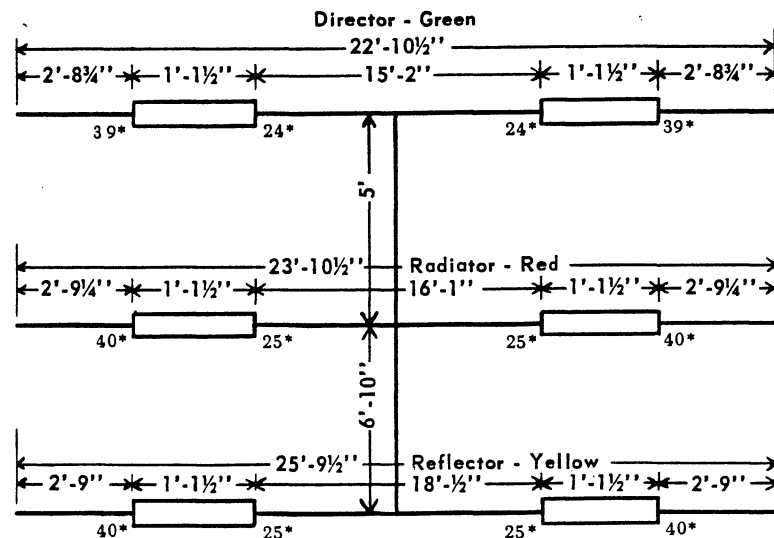 Director - Green
22'-10½''
2'-8¾'' 1'-1½'' 15'-2'' 1'-1½'' 2'-8¾''
39* 24* 24* 39*
5'
23'-10½'' Radiator - Red
2'-9¼'' 1'-1½'' 16'-1'' 1'-1½'' 2'-9¼''
40* 25* 25* 40*
6'-10''
25'-9½'' Reflector - Yellow
2'-9'' 1'-1½'' 18'-½'' 1'-1½'' 2'-9''
40* 25* 25* 40*